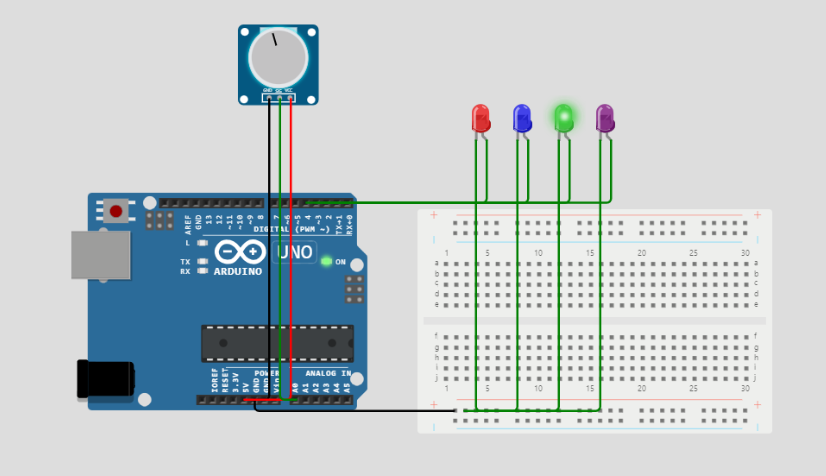 GND SIG VCC
AREF
GND
13
12
~11
~10
~9
8
7
~6
~5
4
~3
2
TX→1
RX←0
DIGITAL (PWM ~)
L
TX
RX
ARDUINO
UNO
ON
POWER
ANALOG IN
IOREF
RESET
3.3V
5V
GND
GND
Vin
A0
A1
A2
A3
A4
A5
+ +
1 5 10 15 20 25 30
a a
b b
c c
d d
e e
f f
g g
h h
i i
j j
1 5 10 15 20 25 30
+ +